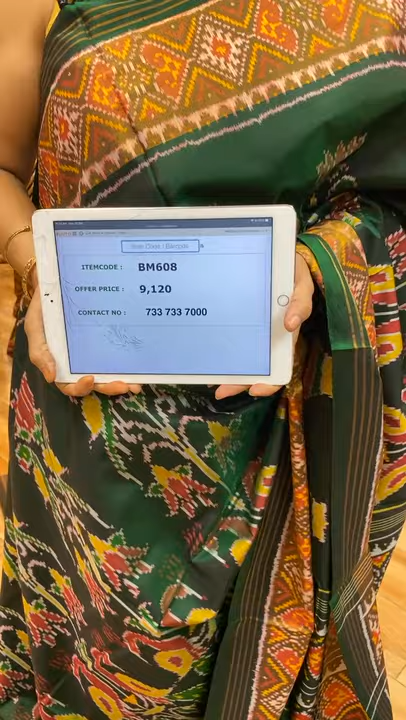 ITEMCODE : BM608
OFFER PRICE : 9,120
CONTACT NO : 733 733 7000